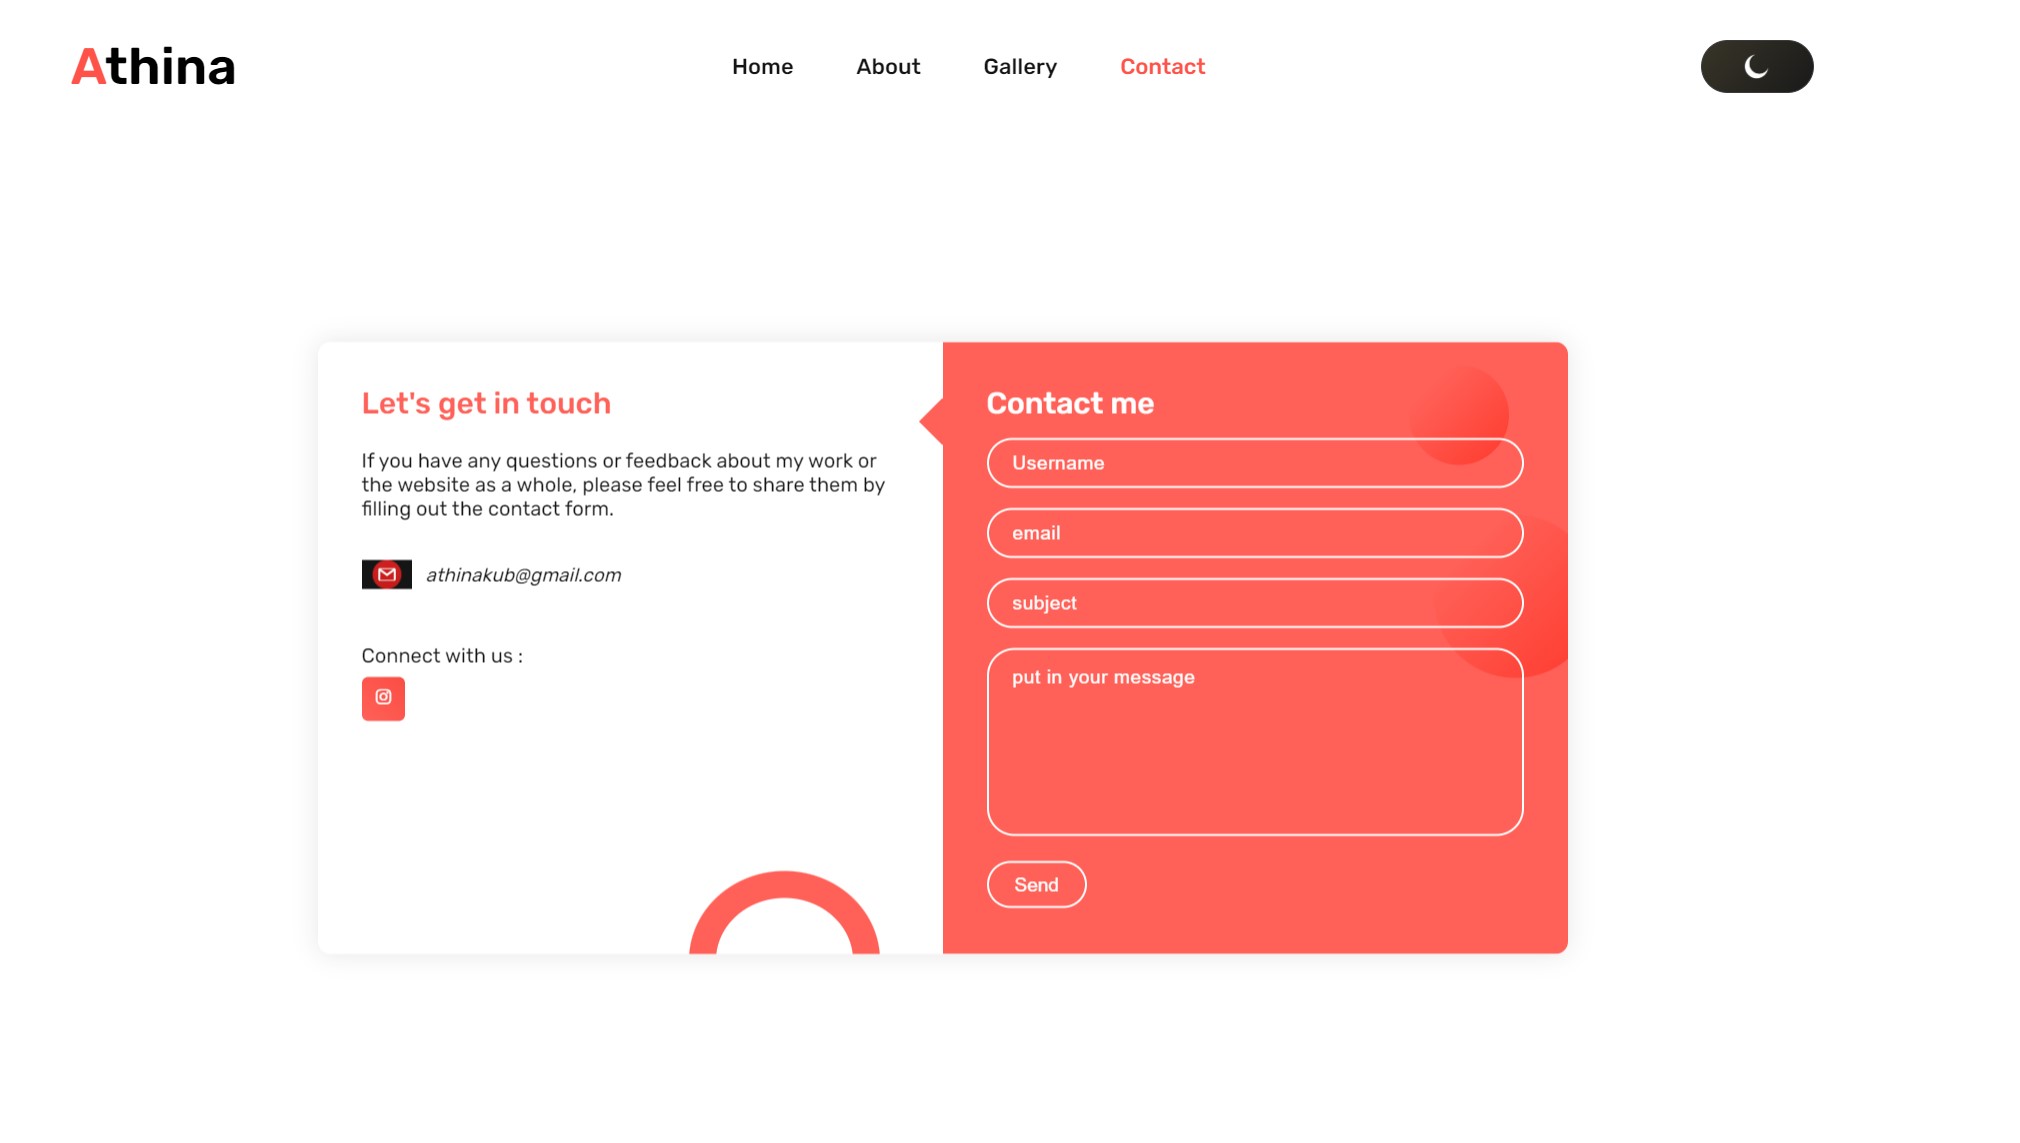 Athina
Home
About
Gallery
Contact
Let's get in touch
If you have any questions or feedback about my work or
the website as a whole, please feel free to share them by
filling out the contact form.
athinakub@gmail.com
Connect with us :
Contact me
Username
email
subject
put in your message
Send